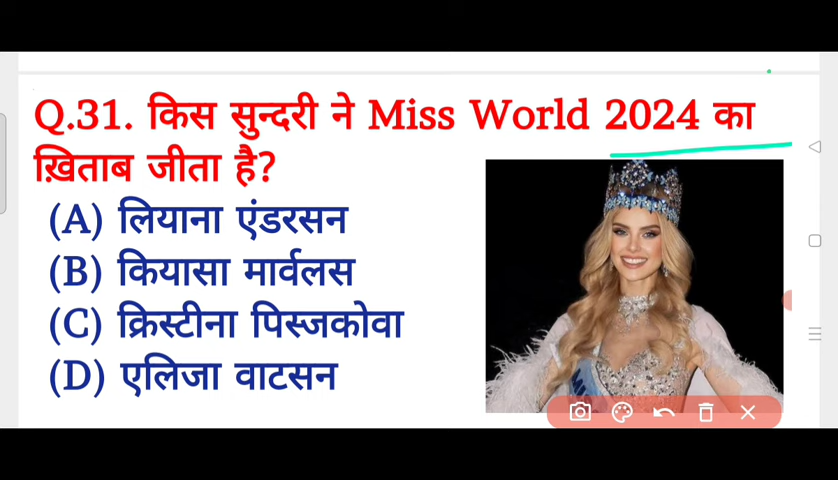 Q.31. किस सुन्दरी ने Miss World 2024 का
ख़िताब जीता है?
(A) लियाना एंडरसन
(B) कियासा मार्वलस
(C) क्रिस्टीना पिस्जकोवा
(D) एलिजा वाटसन